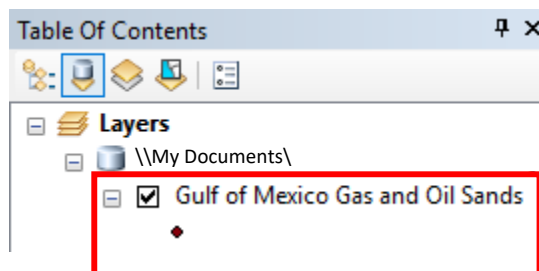 Table Of Contents
Layers
\\My Documents\
Gulf of Mexico Gas and Oil Sands